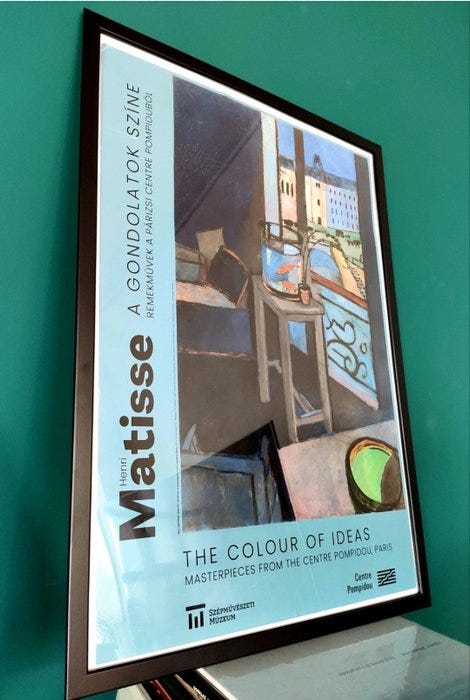 Henri
Matisse
A GONDOLATOK SZÍNE
REMEKMŰVEK A PÁRIZSI CENTRE POMPIDUBÓL
THE COLOUR OF IDEAS
MASTERPIECES FROM THE CENTRE POMPIDOU, PARIS
SZÉPMŰVÉSZETI
MÚZEUM
Centre
Pompidou